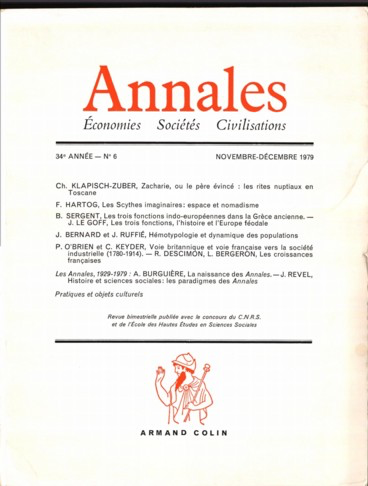 Annales
Économies Sociétés Civilisations
34e ANNÉE — No 6 NOVEMBRE-DÉCEMBRE 1979
Ch. KLAPISCH-ZUBER, Zacharie, ou le père évincé : les rites nuptiaux en
Toscane
F. HARTOG, Les Scythes imaginaires : espace et nomadisme
B. SERGENT, Les trois fonctions indo-européennes dans la Grèce ancienne. —
J. LE GOFF, Les trois fonctions, l'histoire et l'Europe féodale
J. BERNARD et J. RUFFIÉ, Hémotypologie et dynamique des populations
P. O'BRIEN et C. KEYDER, Voie britannique et voie française vers la société
industrielle (1780-1914). — R. DESCIMON, L. BERGERON, Les croissances
françaises
Les Annales, 1929-1979 : A. BURGUIÈRE, La naissance des Annales. — J. REVEL,
Histoire et sciences sociales : les paradigmes des Annales
Pratiques et objets culturels
Revue bimestrielle publiée avec le concours du C.N.R.S.
et de l'École des Hautes Études en Sciences Sociales
ARMAND COLIN